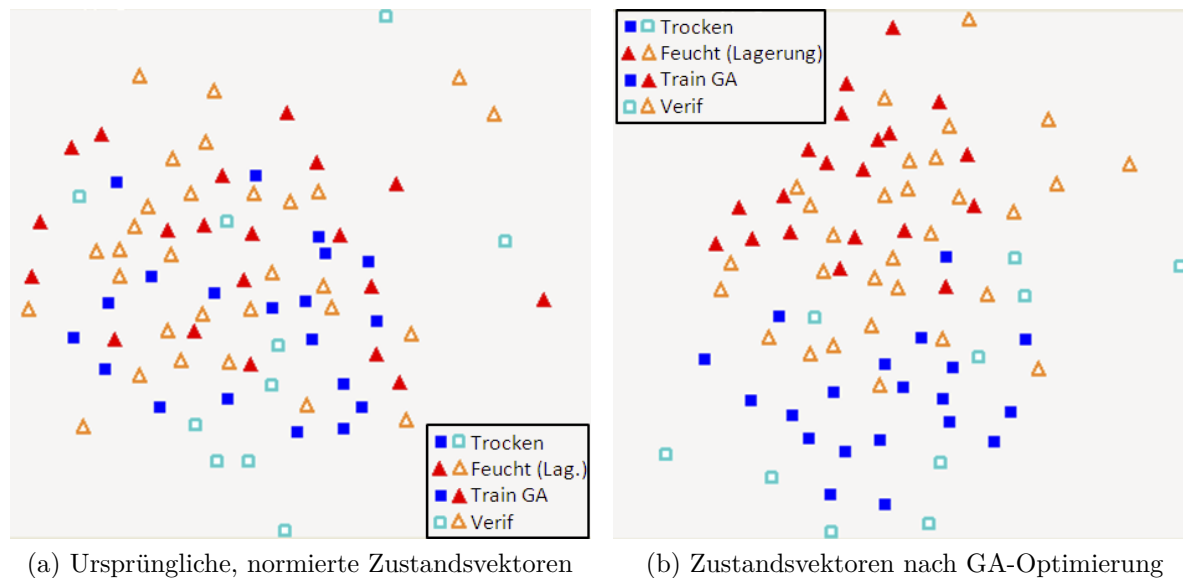 Trocken
Feucht (Lag.)
Train GA
Verif
(a) Ursprüngliche, normierte Zustandsvektoren
Trocken
Feucht (Lagerung)
Train GA
Verif
(b) Zustandsvektoren nach GA-Optimierung